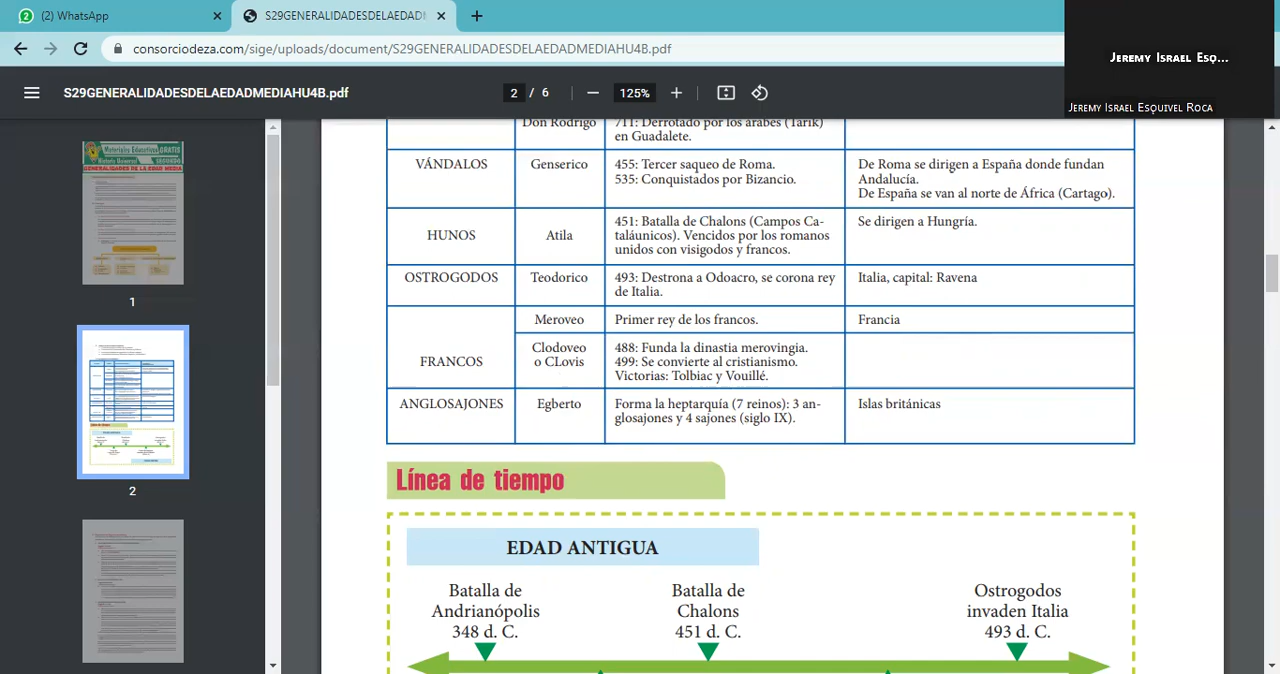 (2) WhatsApp
S29GENERALIDADESDELAEDADM
consorciodeza.com/sige/uploads/document/S29GENERALIDADESDELAEDADMEDIAHU4B.pdf
JEREMY ISRAEL ESQ...
JEREMY ISRAEL ESQUIVEL ROCA
S29GENERALIDADESDELAEDADMEDIAHU4B.pdf
2 / 6
125%
GENERALIDADES DE LA EDAD MEDIA
1
2
Don Rodrigo
711: Derrotado por los árabes (Tarik)
en Guadalete.
VÁNDALOS
Genserico
455: Tercer saqueo de Roma.
535: Conquistados por Bizancio.
De Roma se dirigen a España donde fundan
Andalucía.
De España se van al norte de África (Cartago).
HUNOS
Atila
451: Batalla de Chalons (Campos Ca-
taláunicos). Vencidos por los romanos
unidos con visigodos y francos.
Se dirigen a Hungría.
OSTROGODOS
Teodorico
493: Destrona a Odoacro, se corona rey
de Italia.
Italia, capital: Ravena
FRANCOS
Meroveo
Primer rey de los francos.
Francia
Clodoveo
o CLovis
488: Funda la dinastia merovingia.
499: Se convierte al cristianismo.
Victorias: Tolbiac y Vouillé.
ANGLOSAJONES
Egberto
Forma la heptarquía (7 reinos): 3 an-
glosajones y 4 sajones (siglo IX).
Islas británicas
Línea de tiempo
EDAD ANTIGUA
Batalla de
Andrianópolis
348 d. C.
Batalla de
Chalons
451 d. C.
Ostrogodos
invaden Italia
493 d. C.